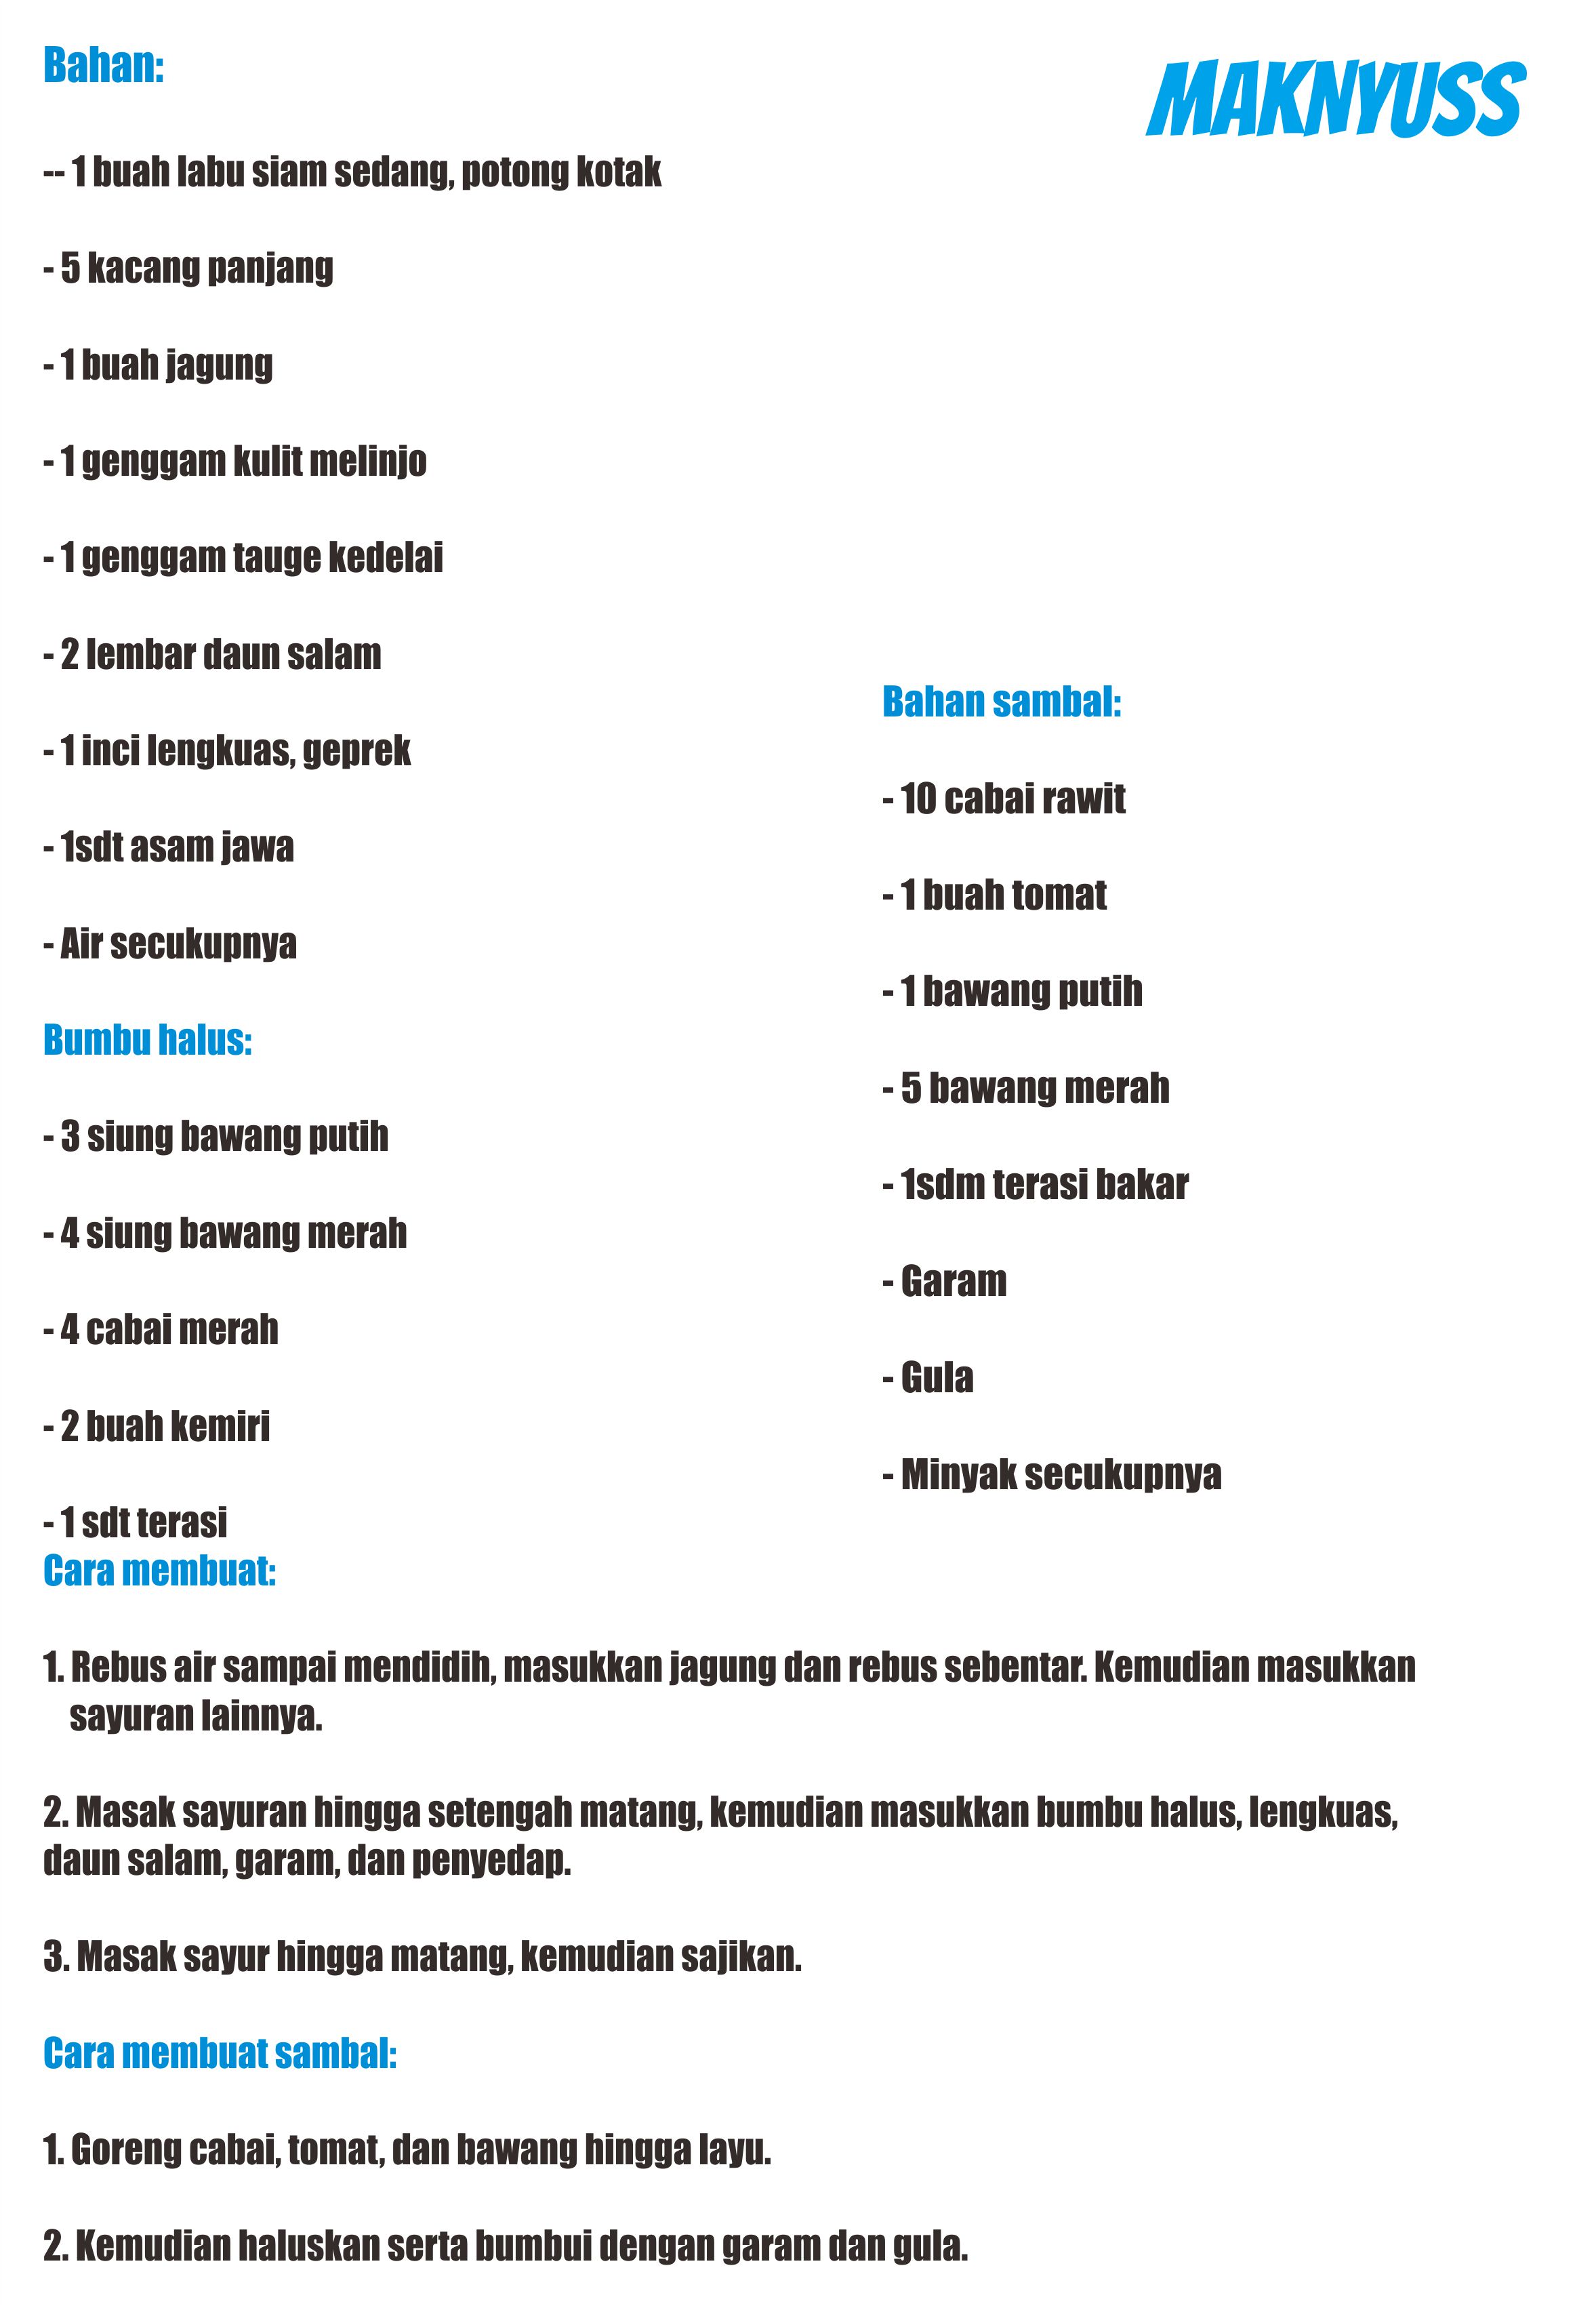 MAKNYUSS
Bahan:
-- 1 buah labu siam sedang, potong kotak
- 5 kacang panjang
- 1 buah jagung
- 1 genggam kulit melinjo
- 1 genggam tauge kedelai
- 2 lembar daun salam
- 1 inci lengkuas, geprek
- 1sdt asam jawa
- Air secukupnya
Bumbu halus:
- 3 siung bawang putih
- 4 siung bawang merah
- 4 cabai merah
- 2 buah kemiri
- 1 sdt terasi
Bahan sambal:
- 10 cabai rawit
- 1 buah tomat
- 1 bawang putih
- 5 bawang merah
- 1sdm terasi bakar
- Garam
- Gula
- Minyak secukupnya
Cara membuat:
1. Rebus air sampai mendidih, masukkan jagung dan rebus sebentar. Kemudian masukkan
sayuran lainnya.
2. Masak sayuran hingga setengah matang, kemudian masukkan bumbu halus, lengkuas,
daun salam, garam, dan penyedap.
3. Masak sayur hingga matang, kemudian sajikan.
Cara membuat sambal:
1. Goreng cabai, tomat, dan bawang hingga layu.
2. Kemudian haluskan serta bumbui dengan garam dan gula.